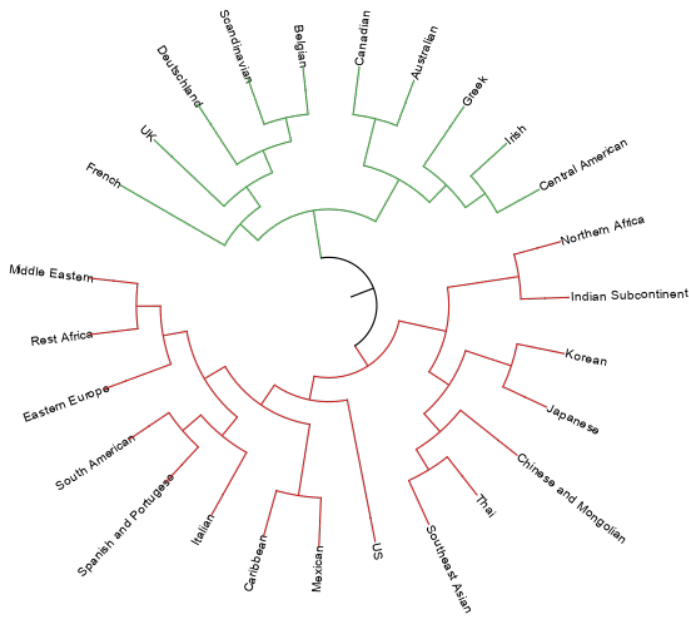 Canadian
Australian
Greek
Irish
Central American
Northern Africa
Indian Subcontinent
Korean
Japanese
Chinese and Mongolian
Thai
Southeast Asian
US
Mexican
Caribbean
Italian
Spanish and Portugese
South American
Eastern Europe
Rest Africa
Middle Eastern
French
UK
Deutschland
Scandinavian
Belgian